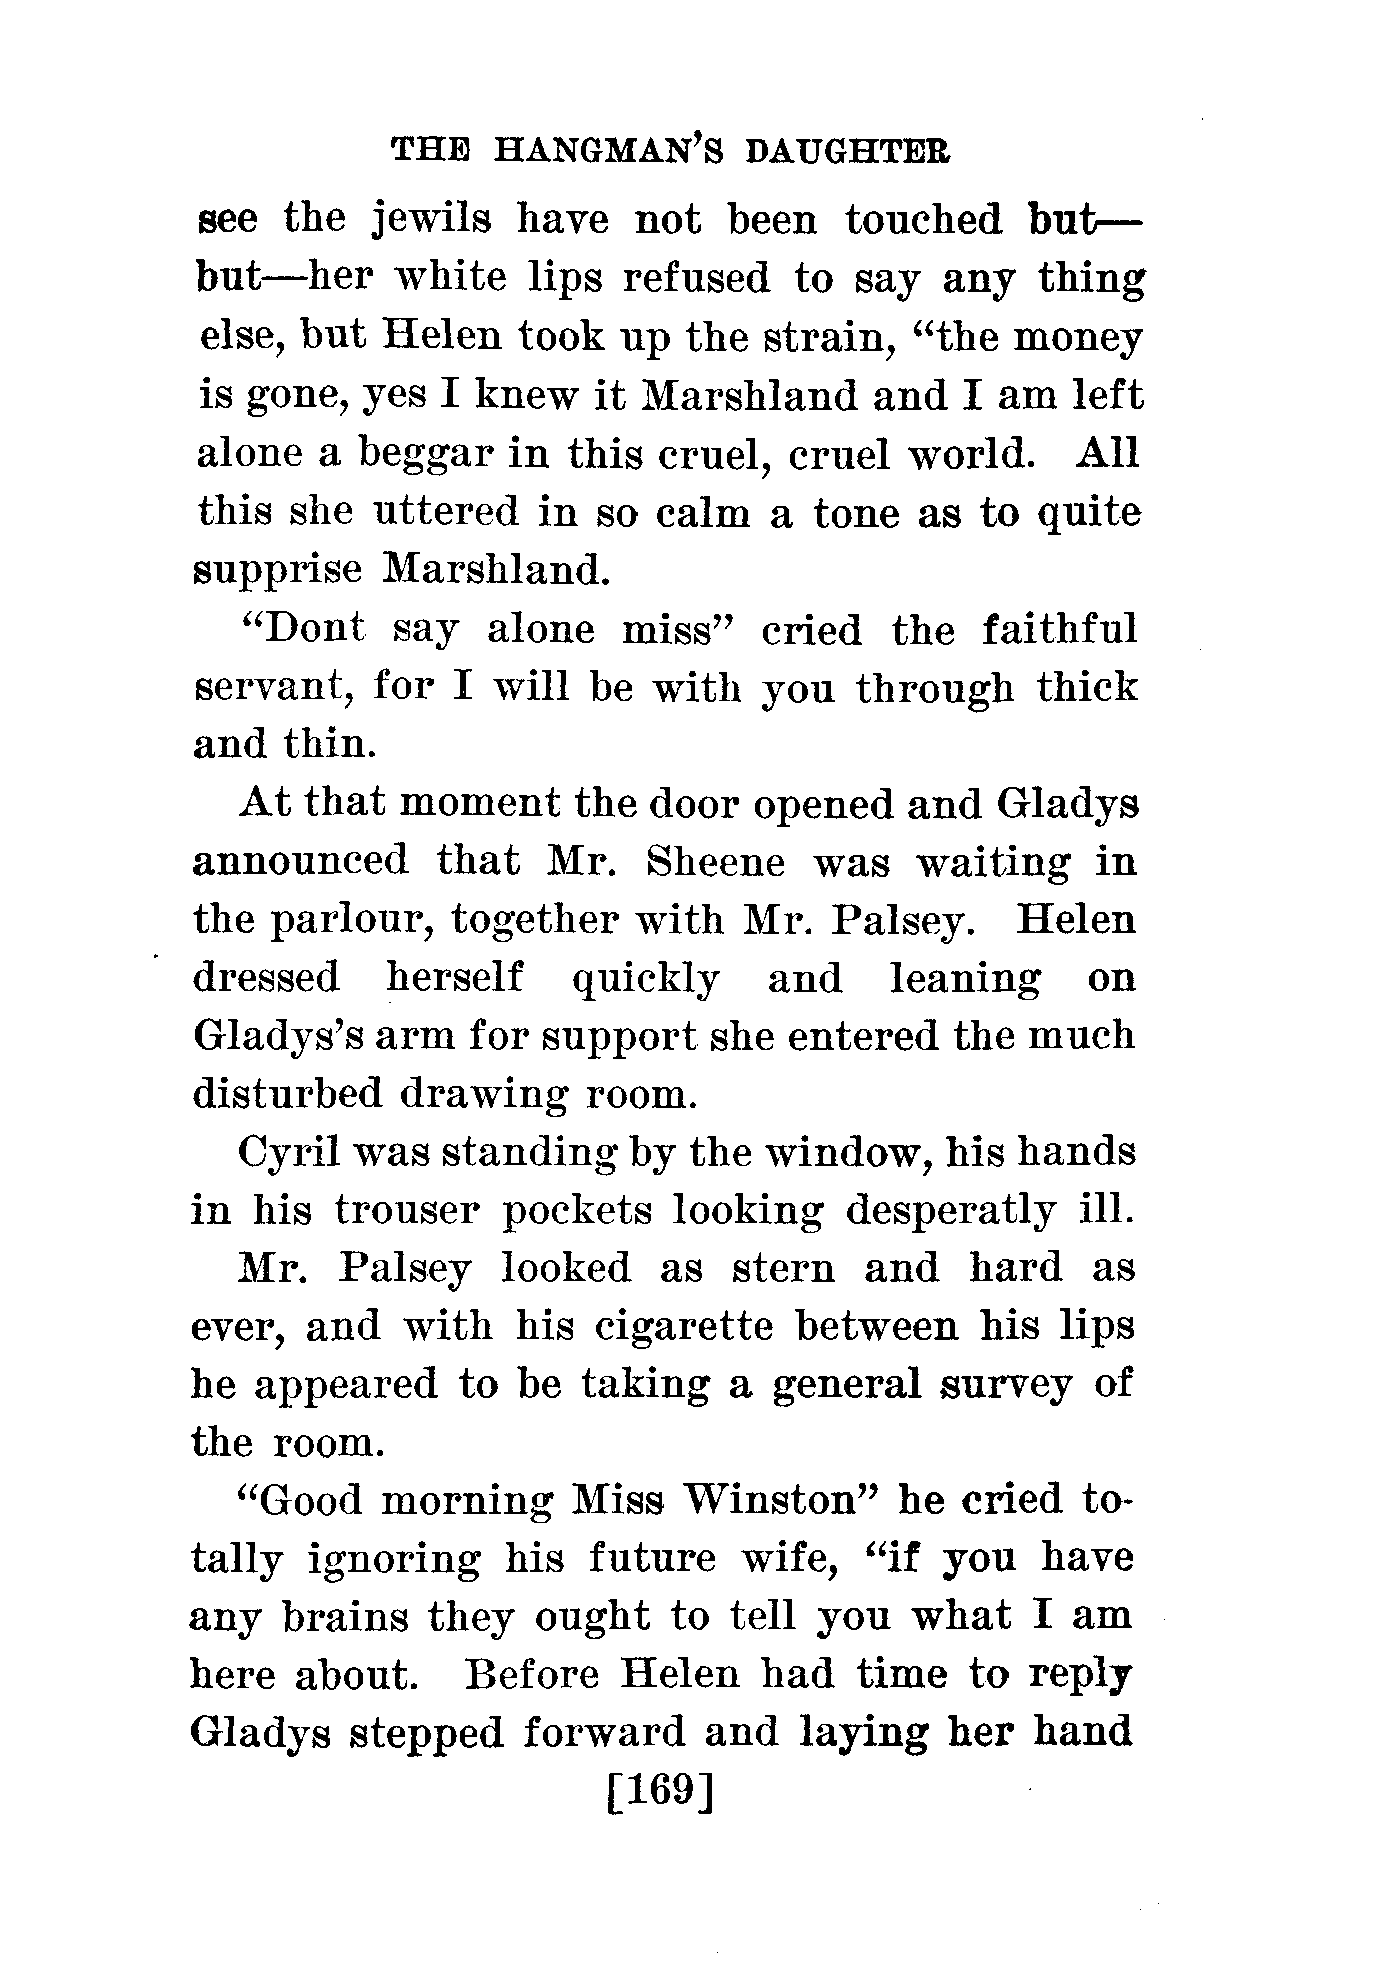 THE HANGMAN'S DAUGHTER
see the jewils have not been touched but—
but—her white lips refused to say any thing
else, but Helen took up the strain, “the money
is gone, yes I knew it Marshland and I am left
alone a beggar in this cruel, cruel world. All
this she uttered in so calm a tone as to quite
supprise Marshland.
“Dont say alone miss” cried the faithful
servant, for I will be with you through thick
and thin.
At that moment the door opened and Gladys
announced that Mr. Sheene was waiting in
the parlour, together with Mr. Palsey. Helen
dressed herself quickly and leaning on
Gladys's arm for support she entered the much
disturbed drawing room.
Cyril was standing by the window, his hands
in his trouser pockets looking desperatly ill.
Mr. Palsey looked as stern and hard as
ever, and with his cigarette between his lips
he appeared to be taking a general survey of
the room.
“Good morning Miss Winston” he cried to-
tally ignoring his future wife, “if you have
any brains they ought to tell you what I am
here about. Before Helen had time to reply
Gladys stepped forward and laying her hand
[169]